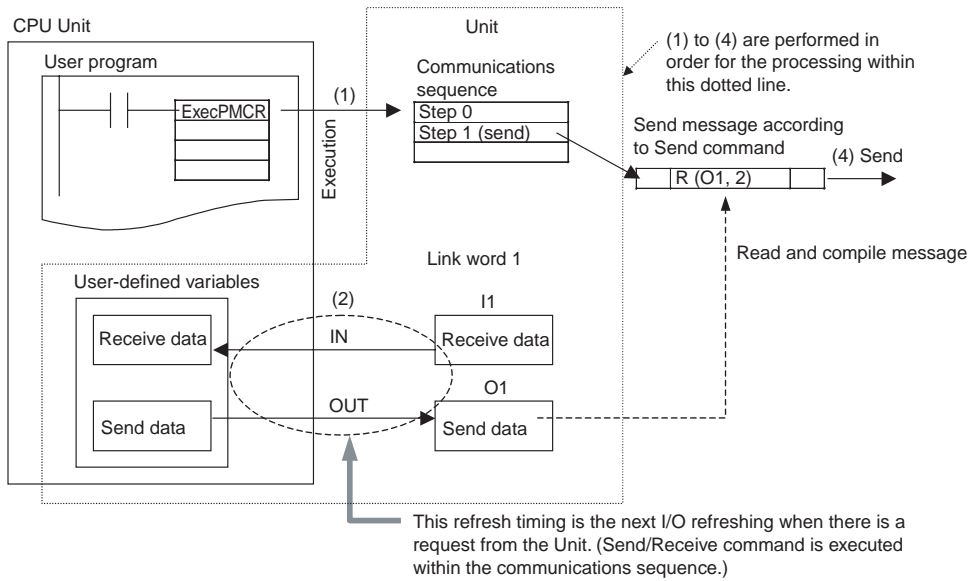 CPU Unit
Unit
(1) to (4) are performed in
order for the processing within
this dotted line.
User program
Communications
sequence
(1)
ExecPMCR
Execution
Step 0
Step 1 (send)
Send message according
to Send command
(4) Send
R (O1, 2)
Read and compile message
Link word 1
User-defined variables
(2)
I1
Receive data
IN
Receive data
O1
OUT
Send data
Send data
This refresh timing is the next I/O refreshing when there is a
request from the Unit. (Send/Receive command is executed
within the communications sequence.)